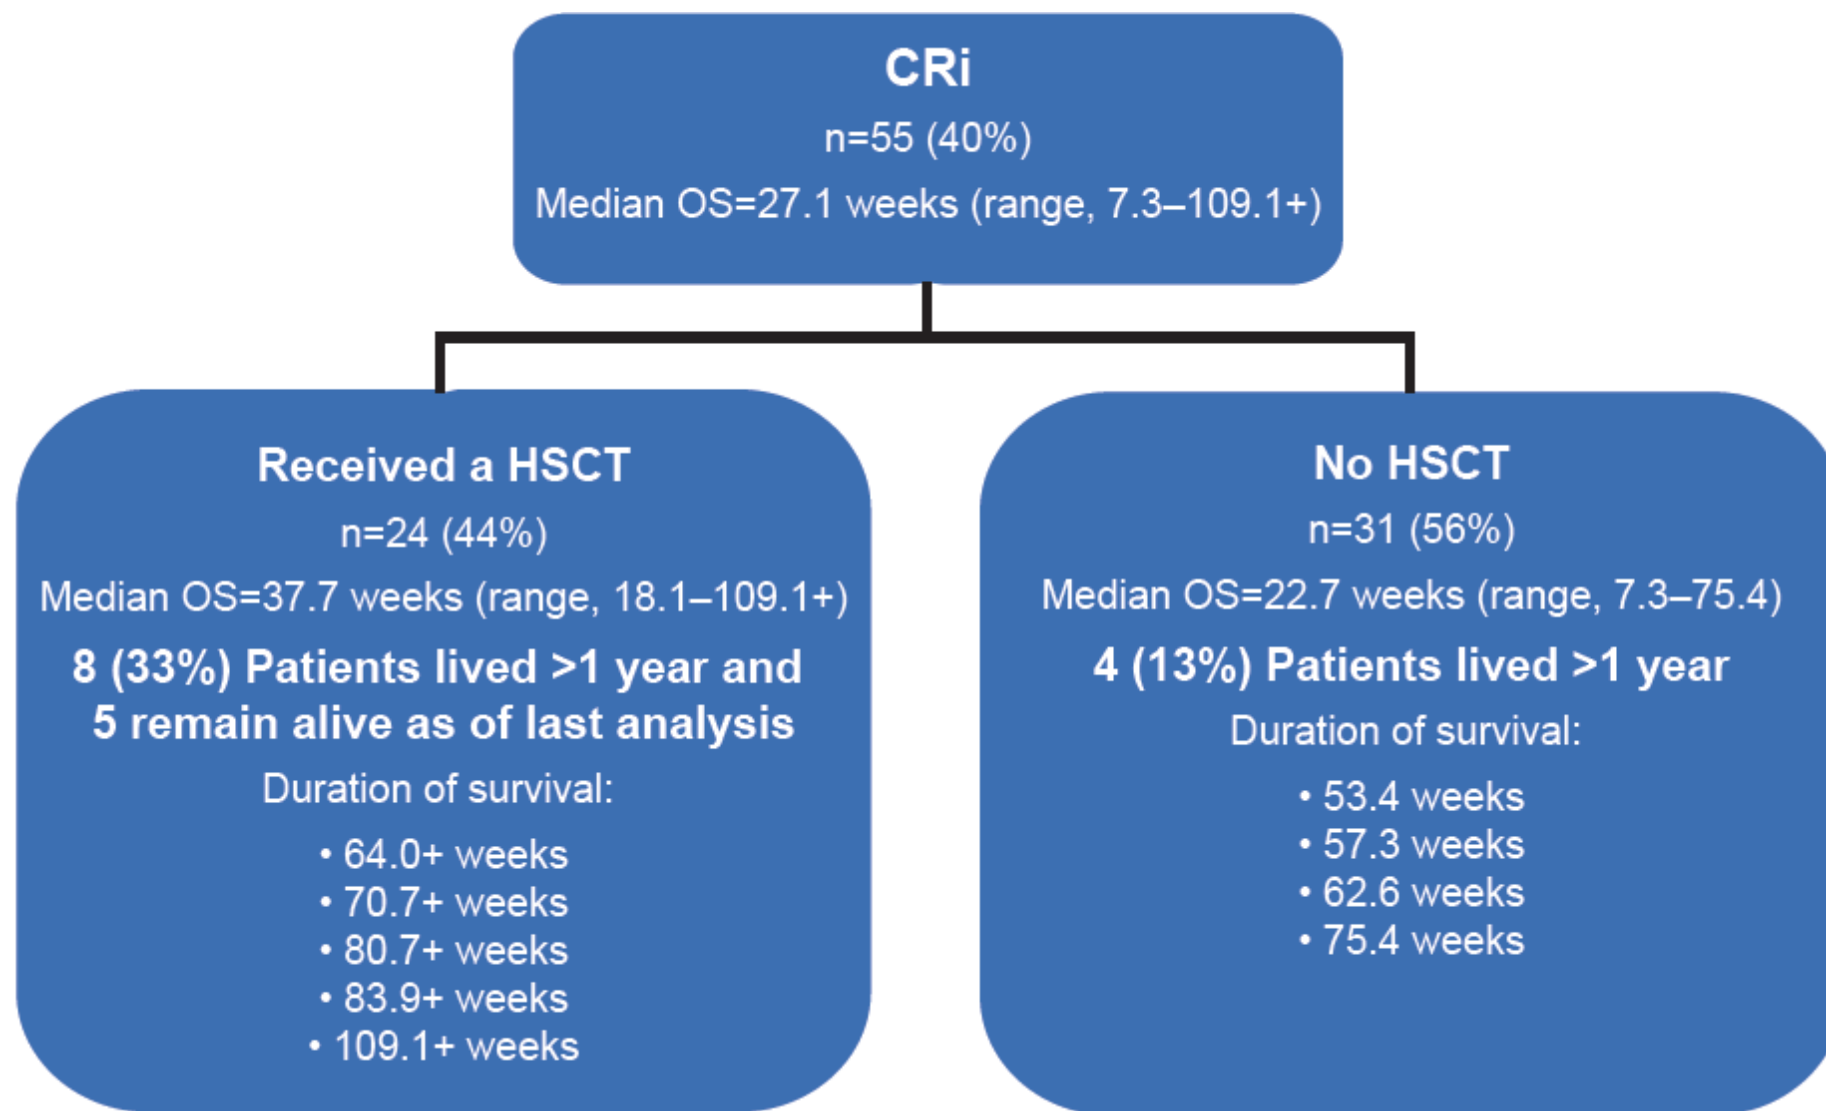 CRi
n=55 (40%)
Median OS=27.1 weeks (range, 7.3–109.1+)
Received a HSCT
n=24 (44%)
Median OS=37.7 weeks (range, 18.1–109.1+)
8 (33%) Patients lived >1 year and
5 remain alive as of last analysis
Duration of survival:
• 64.0+ weeks
• 70.7+ weeks
• 80.7+ weeks
• 83.9+ weeks
• 109.1+ weeks
No HSCT
n=31 (56%)
Median OS=22.7 weeks (range, 7.3–75.4)
4 (13%) Patients lived >1 year
Duration of survival:
• 53.4 weeks
• 57.3 weeks
• 62.6 weeks
• 75.4 weeks